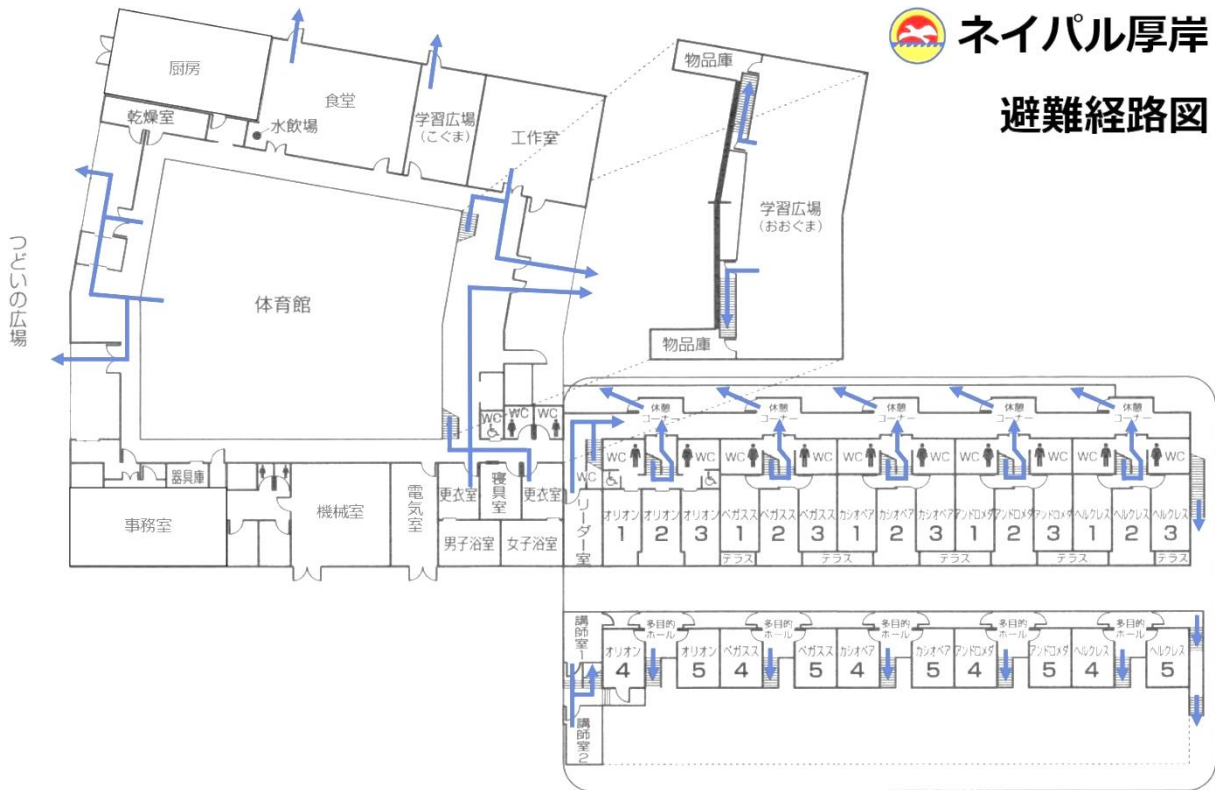 ネイパル厚岸
避難経路図
厨房
乾燥室
水飲場
食堂
学習広場
(こぐま)
工作室
物品庫
学習広場
(おおぐま)
物品庫
つどいの広場
体育館
WC
WC
WC
休憩
コーナー
休憩
コーナー
休憩
コーナー
休憩
コーナー
休憩
コーナー
WC
WC
WC
WC
WC
WC
WC
WC
WC
WC
WC
器具庫
事務室
機械室
電気室
更衣室
寝具室
更衣室
男子浴室
女子浴室
リーダー室
オリオン
1
オリオン
2
オリオン
3
ペガスス
1
ペガスス
2
ペガスス
3
カシオペア
1
カシオペア
2
カシオペア
3
アンドロメダ
1
アンドロメダ
2
アンドロメダ
3
ヘルクレス
1
ヘルクレス
2
ヘルクレス
3
テラス
テラス
テラス
テラス
テラス
講師室1
多目的
ホール
多目的
ホール
多目的
ホール
多目的
ホール
多目的
ホール
オリオン
4
オリオン
5
ペガスス
4
ペガスス
5
カシオペア
4
カシオペア
5
アンドロメダ
4
アンドロメダ
5
ヘルクレス
4
ヘルクレス
5
講師室2